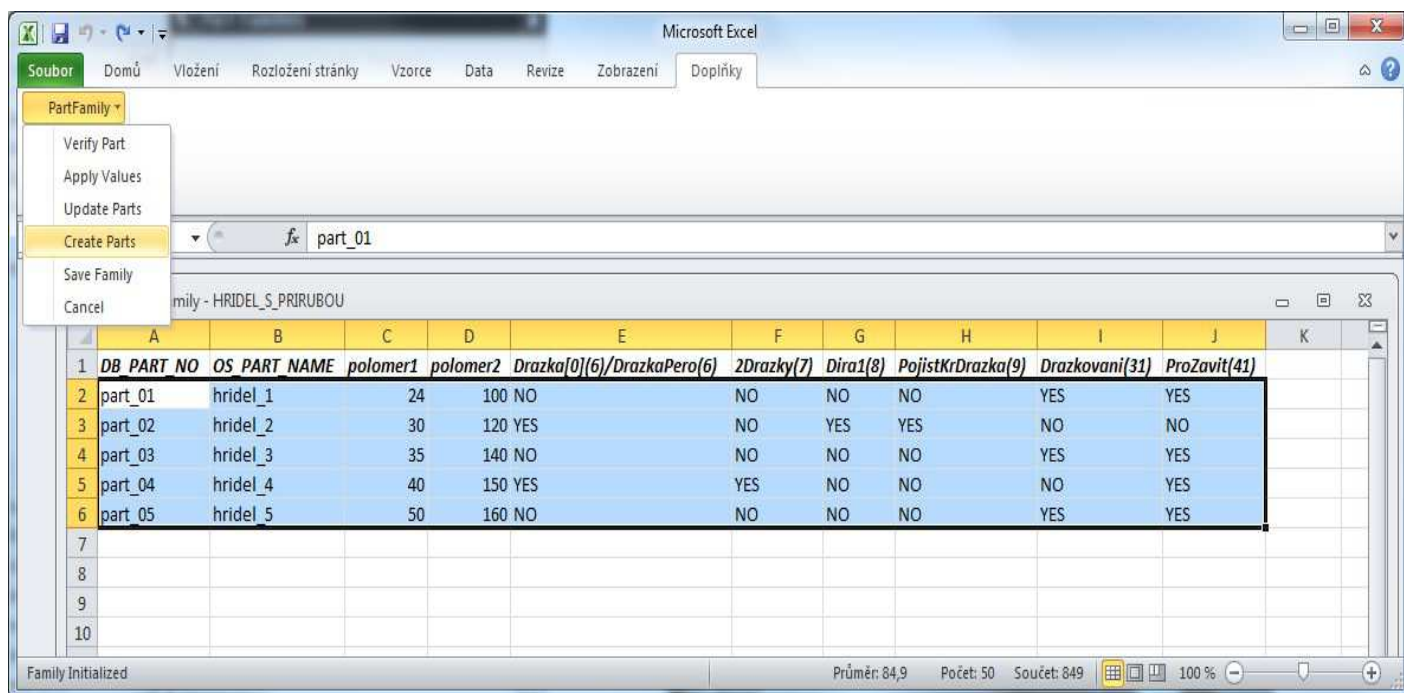 Microsoft Excel
Soubor Domů Vložení Rozložení stránky Vzorce Data Revize Zobrazení Doplňky
PartFamily
Verify Part
Apply Values
Update Parts
Create Parts
Save Family
Cancel
fx part_01
mily - HRIDEL_S_PRIRUBOU
A B C D E F G H I J K
1 DB_PART_NO OS_PART_NAME polomer1 polomer2 Drazka[0](6)/DrazkaPero(6) 2Drazky(7) Dira1(8) PojistKrDrazka(9) Drazkovani(31) ProZavit(41)
2 part_01 hridel_1 24 100 NO NO NO NO YES YES
3 part_02 hridel_2 30 120 YES NO YES YES NO NO
4 part_03 hridel_3 35 140 NO NO NO NO YES YES
5 part_04 hridel_4 40 150 YES YES NO NO NO YES
6 part_05 hridel_5 50 160 NO NO NO NO YES YES
7
8
9
10
Family Initialized Průměr: 84,9 Počet: 50 Součet: 849 100 %